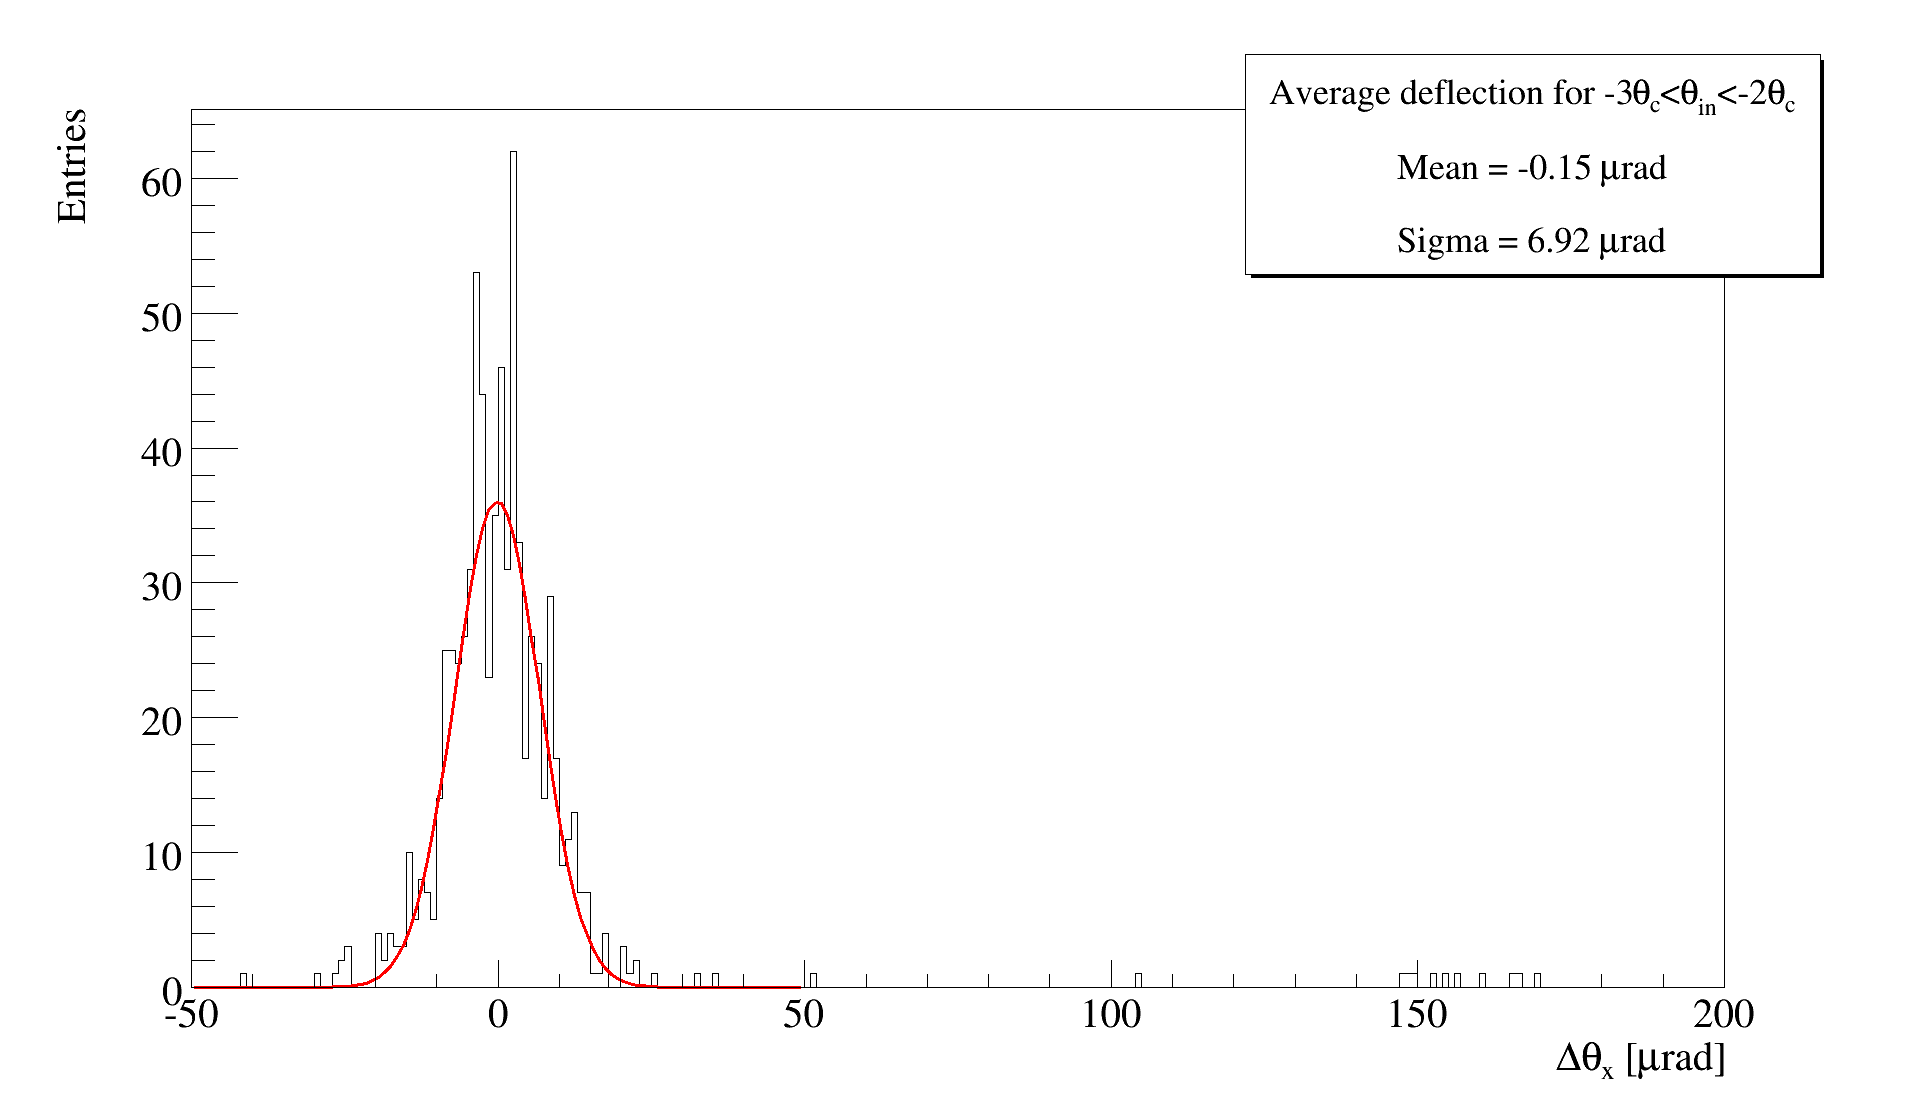 Average deflection for -3θc<θin<-2θc
Mean = -0.15 μrad
Sigma = 6.92 μrad
Entries
60
50
40
30
20
10
0
-50 0 50 100 150 200
Δθx [μrad]